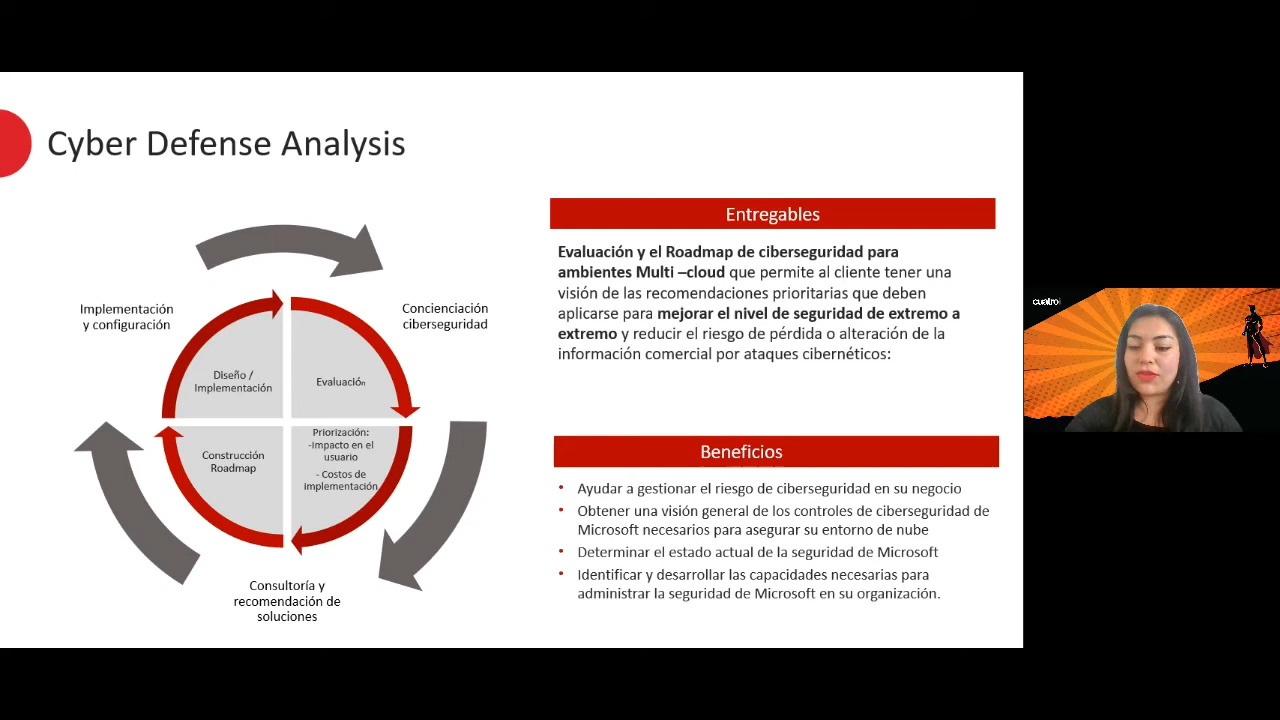 Cyber Defense Analysis
Implementación
y configuración
Concienciación
ciberseguridad
Diseño /
Implementación
Evaluación
Construcción
Roadmap
Priorización:
-Impacto en el
usuario
- Costos de
implementación
Consultoría y
recomendación de
soluciones
Entregables
Evaluación y el Roadmap de ciberseguridad para
ambientes Multi –cloud que permite al cliente tener una
visión de las recomendaciones prioritarias que deben
aplicarse para mejorar el nivel de seguridad de extremo a
extremo y reducir el riesgo de pérdida o alteración de la
información comercial por ataques cibernéticos:
Beneficios
• Ayudar a gestionar el riesgo de ciberseguridad en su negocio
• Obtener una visión general de los controles de ciberseguridad de
Microsoft necesarios para asegurar su entorno de nube
• Determinar el estado actual de la seguridad de Microsoft
• Identificar y desarrollar las capacidades necesarias para
administrar la seguridad de Microsoft en su organización.
cuatro